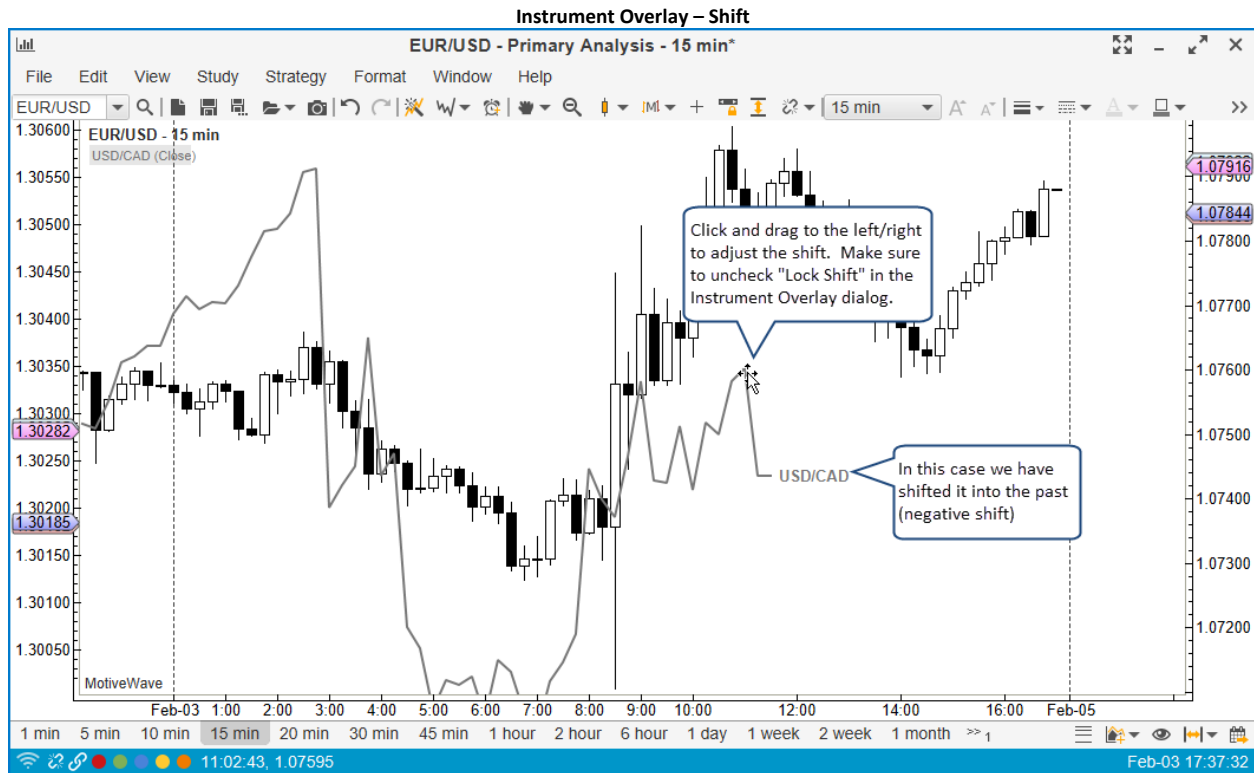 Instrument Overlay – Shift
EUR/USD - Primary Analysis - 15 min*
File Edit View Study Strategy Format Window Help
EUR/USD 15 min
EUR/USD - 15 min
USD/CAD (Close)
1.30600
1.30550
1.30500
1.30450
1.30400
1.30350
1.30300
1.30282
1.30250
1.30200
1.30185
1.30150
1.30100
1.30050
Click and drag to the left/right
to adjust the shift. Make sure
to uncheck "Lock Shift" in the
Instrument Overlay dialog.
USD/CAD
In this case we have
shifted it into the past
(negative shift)
1.07916
1.07900
1.07844
1.07800
1.07700
1.07600
1.07500
1.07400
1.07300
1.07200
MotiveWave
Feb-03 1:00 2:00 3:00 4:00 5:00 6:00 7:00 8:00 9:00 10:00 12:00 14:00 16:00 Feb-05
1 min 5 min 10 min 15 min 20 min 30 min 45 min 1 hour 2 hour 6 hour 1 day 1 week 2 week 1 month >> 1
11:02:43, 1.07595 Feb-03 17:37:32